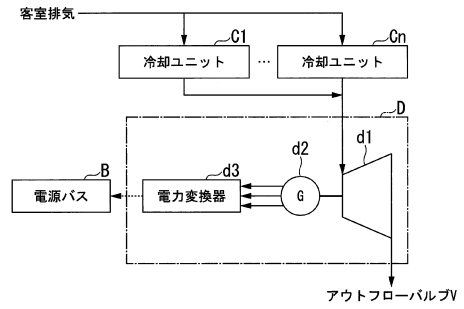 客室排気
C1
Cn
冷却ユニット
…
冷却ユニット
D
d1
d2
B
d3
電源バス
電力変換器
G
アウトフローバルブV